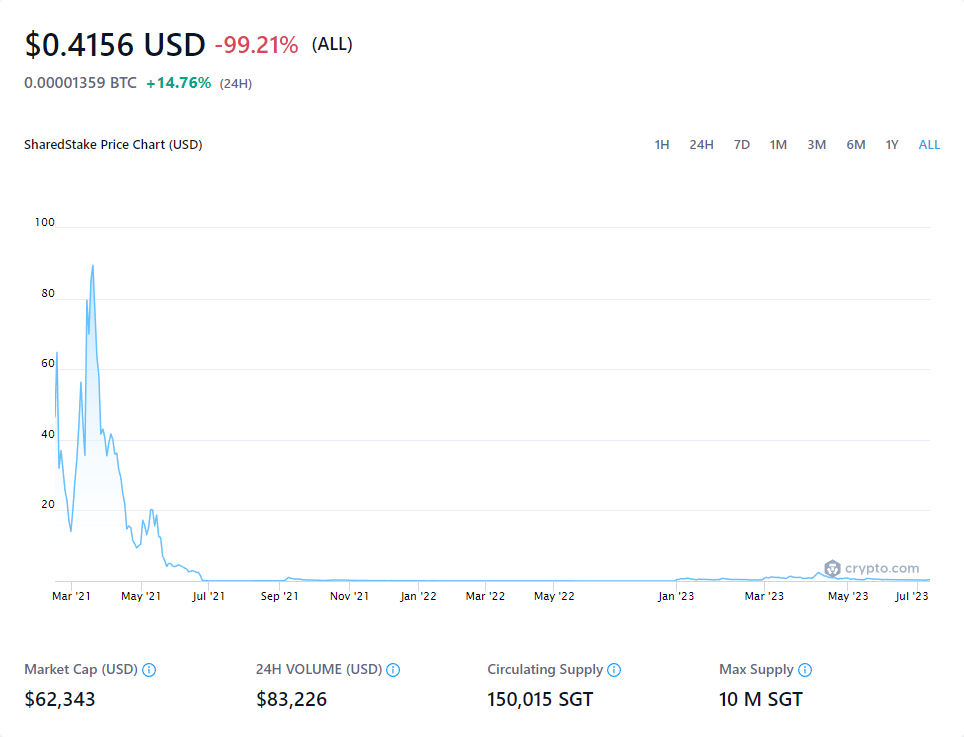 $0.4156 USD -99.21% (ALL)
0.00001359 BTC +14.76% (24H)
SharedStake Price Chart (USD) 1H 24H 7D 1M 3M 6M 1Y ALL
100
80
60
40
20
crypto.com
Mar '21 May '21 Jul '21 Sep '21 Nov '21 Jan '22 Mar '22 May '22 Jan '23 Mar '23 May '23 Jul '23
Market Cap (USD) 24H VOLUME (USD) Circulating Supply Max Supply
$62,343 $83,226 150,015 SGT 10 M SGT